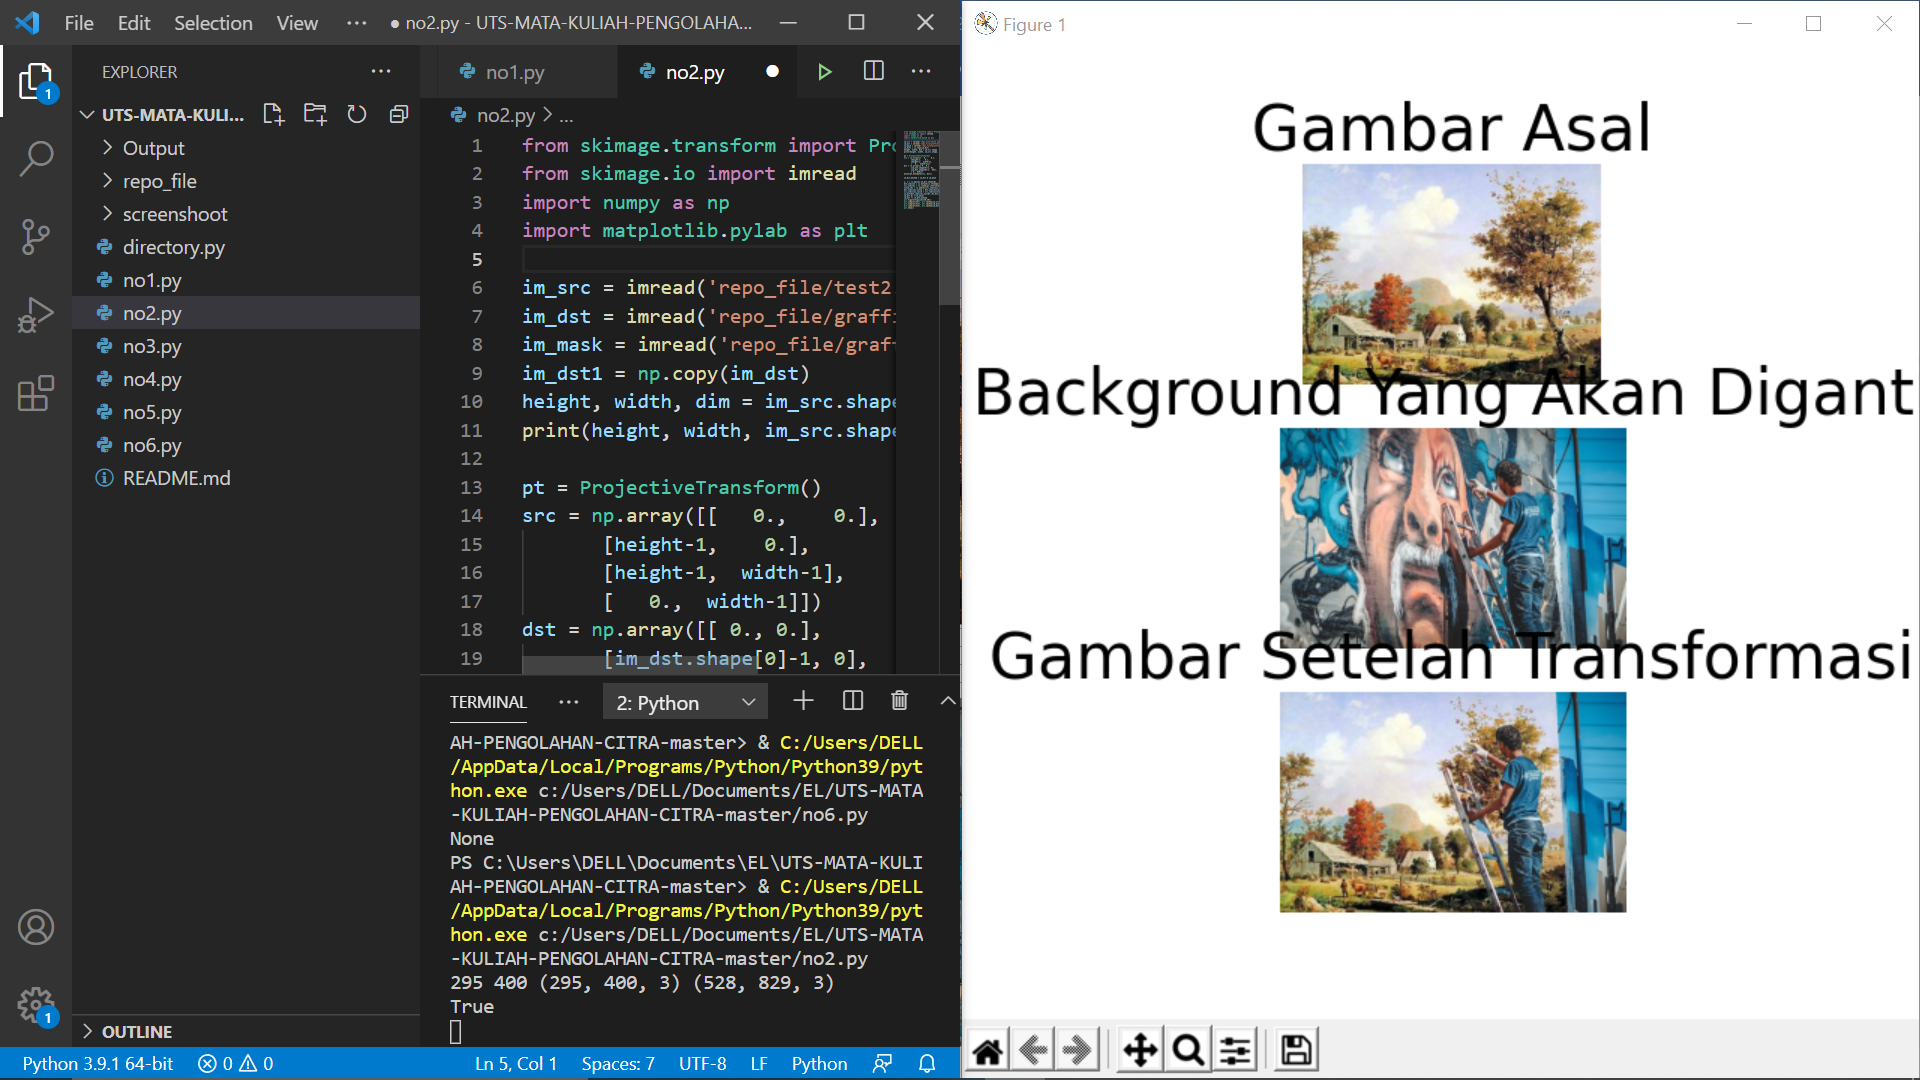 File Edit Selection View ··· ● no2.py - UTS-MATA-KULIAH-PENGOLAHA...
EXPLORER ···
UTS-MATA-KULI...
Output
repo_file
screenshoot
directory.py
no1.py
no2.py
no3.py
no4.py
no5.py
no6.py
README.md
OUTLINE
1
1
no1.py no2.py
no2.py > ...
1 from skimage.transform import Pro
2 from skimage.io import imread
3 import numpy as np
4 import matplotlib.pylab as plt
5
6 im_src = imread('repo_file/test2
7 im_dst = imread('repo_file/graffi
8 im_mask = imread('repo_file/graf
9 im_dst1 = np.copy(im_dst)
10 height, width, dim = im_src.shape
11 print(height, width, im_src.shape
12
13 pt = ProjectiveTransform()
14 src = np.array([[ 0., 0.],
15 [height-1, 0.],
16 [height-1, width-1],
17 [ 0., width-1]])
18 dst = np.array([[ 0., 0.],
19 [im_dst.shape[0]-1, 0],
TERMINAL ··· 2: Python
AH-PENGOLAHAN-CITRA-master> & C:/Users/DELL
/AppData/Local/Programs/Python/Python39/pyt
hon.exe c:/Users/DELL/Documents/EL/UTS-MATA
-KULIAH-PENGOLAHAN-CITRA-master/no6.py
None
PS C:\Users\DELL\Documents\EL\UTS-MATA-KULI
AH-PENGOLAHAN-CITRA-master> & C:/Users/DELL
/AppData/Local/Programs/Python/Python39/pyt
hon.exe c:/Users/DELL/Documents/EL/UTS-MATA
-KULIAH-PENGOLAHAN-CITRA-master/no2.py
295 400 (295, 400, 3) (528, 829, 3)
True
Python 3.9.1 64-bit 0 0 Ln 5, Col 1 Spaces: 7 UTF-8 LF Python
Figure 1
Gambar Asal
Background Yang Akan Digant
Gambar Setelah Transformasi